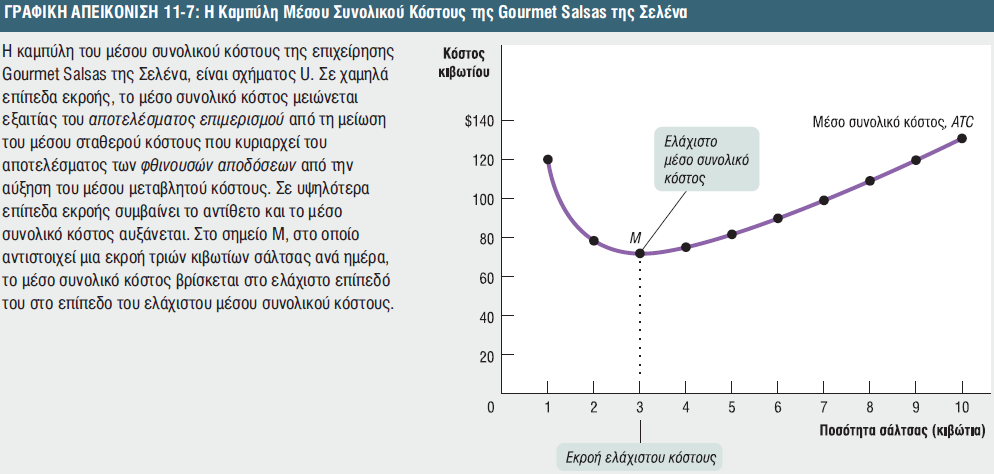 ΓΡΑΦΙΚΗ ΑΠΕΙΚΟΝΙΣΗ 11-7: Η Καμπύλη Μέσου Συνολικού Κόστους της Gourmet Salsas της Σελένα
Η καμπύλη του μέσου συνολικού κόστους της επιχείρησης
Gourmet Salsas της Σελένα, είναι σχήματος U. Σε χαμηλά
επίπεδα εκροής, το μέσο συνολικό κόστος μειώνεται
εξαιτίας του αποτελέσματος επιμερισμού από τη μείωση
του μέσου σταθερού κόστους που κυριαρχεί του
αποτελέσματος των φθινουσών αποδόσεων από την
αύξηση του μέσου μεταβλητού κόστους. Σε υψηλότερα
επίπεδα εκροής συμβαίνει το αντίθετο και το μέσο
συνολικό κόστος αυξάνεται. Στο σημείο Μ, στο οποίο
αντιστοιχεί μια εκροή τριών κιβωτίων σάλτσας ανά ημέρα,
το μέσο συνολικό κόστος βρίσκεται στο ελάχιστο επίπεδό
του στο επίπεδο του ελάχιστου μέσου συνολικού κόστους.
Κόστος
κιβωτίου
$140
120
100
80
60
40
20
0
Μέσο συνολικό κόστος, ATC
Ελάχιστο
μέσο συνολικό
κόστος
M
1 2 3 4 5 6 7 8 9 10
Ποσότητα σάλτσας (κιβώτια)
Εκροή ελάχιστου κόστους